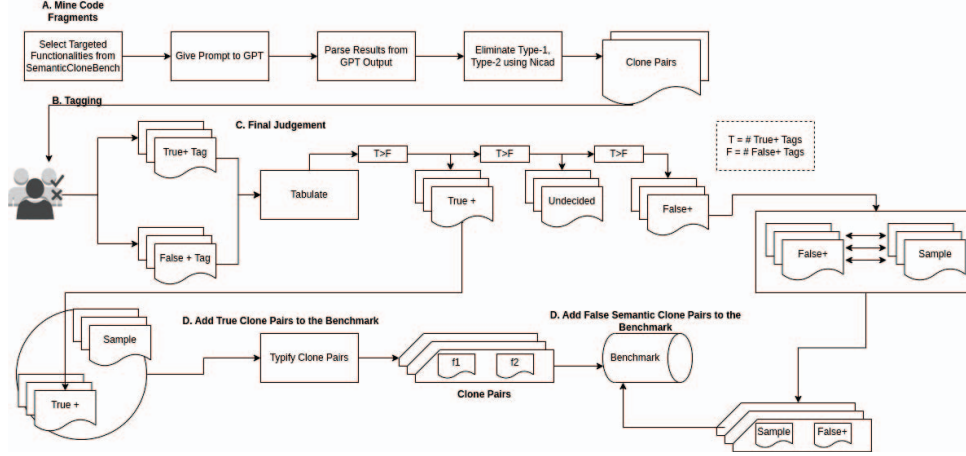 A. Mine Code
Fragments
Select Targeted
Functionalities from
SemanticCloneBench
Give Prompt to GPT
Parse Results from
GPT Output
Eliminate Type-1,
Type-2 using Nicad
Clone Pairs
B. Tagging
C. Final Judgement
True+ Tag
False + Tag
Tabulate
T>F
T>F
T>F
True +
Undecided
False+
T = # True+ Tags
F = # False+ Tags
False+
Sample
D. Add True Clone Pairs to the Benchmark
D. Add False Semantic Clone Pairs to the
Benchmark
Sample
True +
Typify Clone Pairs
f1
f2
Clone Pairs
Benchmark
Sample
False+